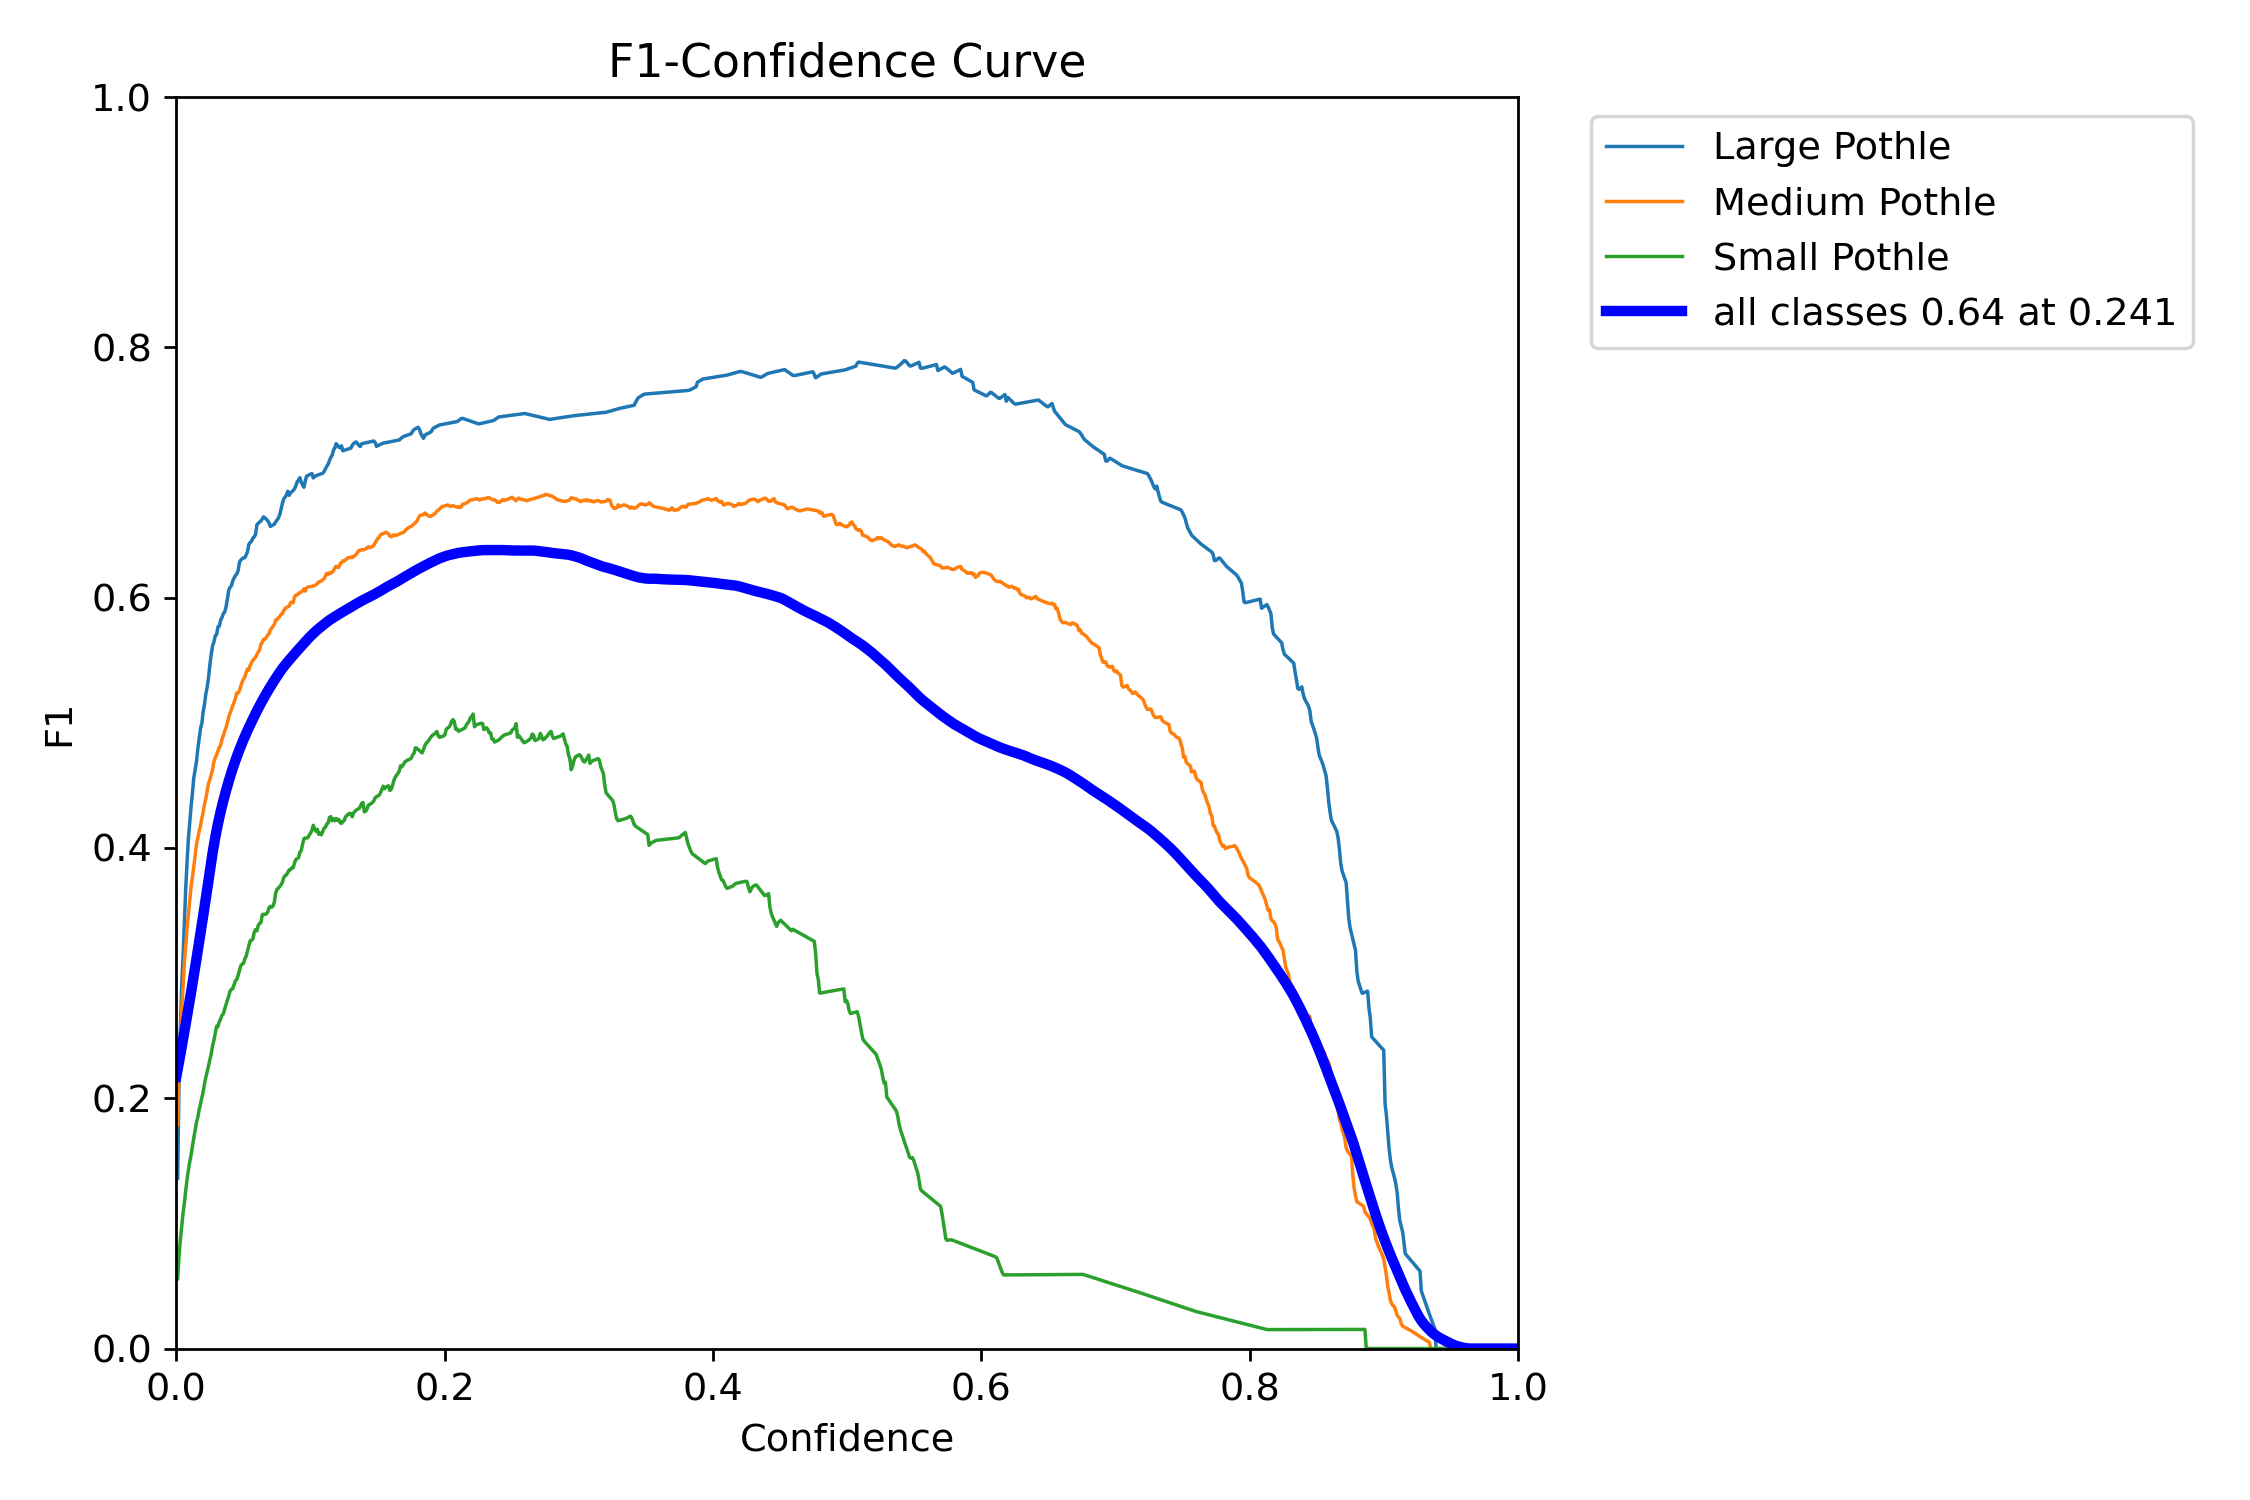 F1-Confidence Curve
1.0
0.8
0.6
0.4
0.2
0.0
F1
0.0 0.2 0.4 0.6 0.8 1.0
Confidence
Large Pothle
Medium Pothle
Small Pothle
all classes 0.64 at 0.241